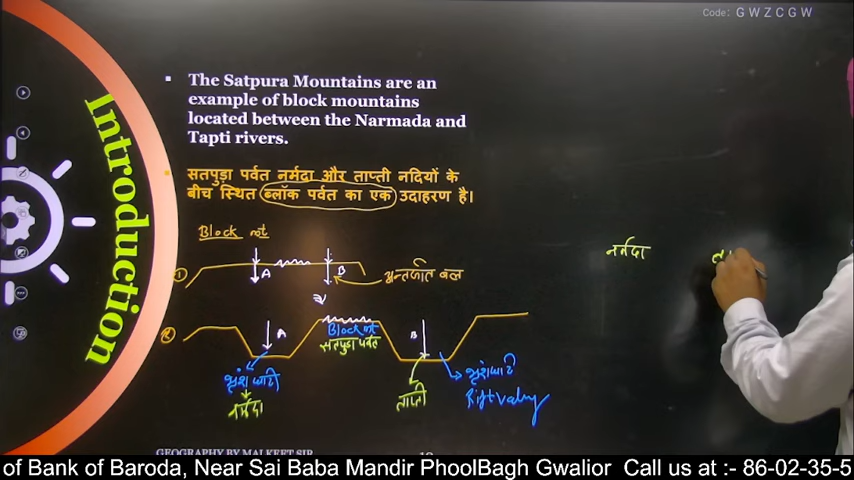 Code: GWZCGW
Introduction
▪ The Satpura Mountains are an
example of block mountains
located between the Narmada and
Tapti rivers.
सतपुड़ा पर्वत नर्मदा और ताप्ती नदियों के
बीच स्थित ब्लॉक पर्वत का एक उदाहरण है।
Block mt
नर्मदा
① A B अन्तर्जात बल
A Block mt B
सतपुड़ा पर्वत
भ्रंश घाटी
भ्रंश घाटी
नर्मदा
ताप्ती
Rift valley
GEOGRAPHY BY MALKEET SIR
of Bank of Baroda, Near Sai Baba Mandir PhoolBagh Gwalior Call us at :- 86-02-35-5